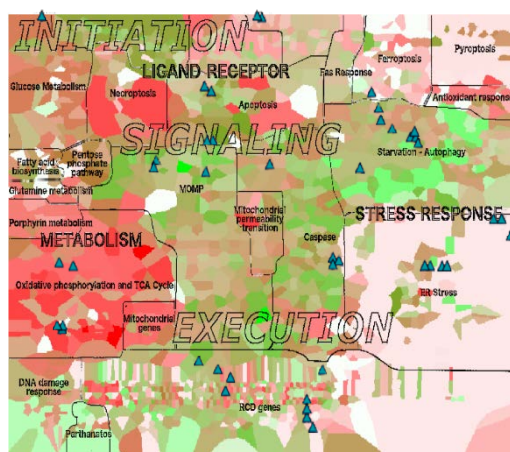 INITIATION
Pyroptosis
Ferroptosis
LIGAND RECEPTOR
Fas Response
Glucose Metabolism
Necroptosis
Antioxidant response
Apoptosis
SIGNALING
Starvation - Autophagy
Fatty acid
biosynthesis
Pentose
phosphate
pathway
Glutamine metabolism
MOMP
Porphyrin metabolism
Mitochondrial
permeability
transition
STRESS RESPONSE
METABOLISM
Caspase
Oxidative phosphorylation and TCA Cycle
ER Stress
Mitochondrial
genes
EXECUTION
DNA damage
response
RCD genes
Parthanatos